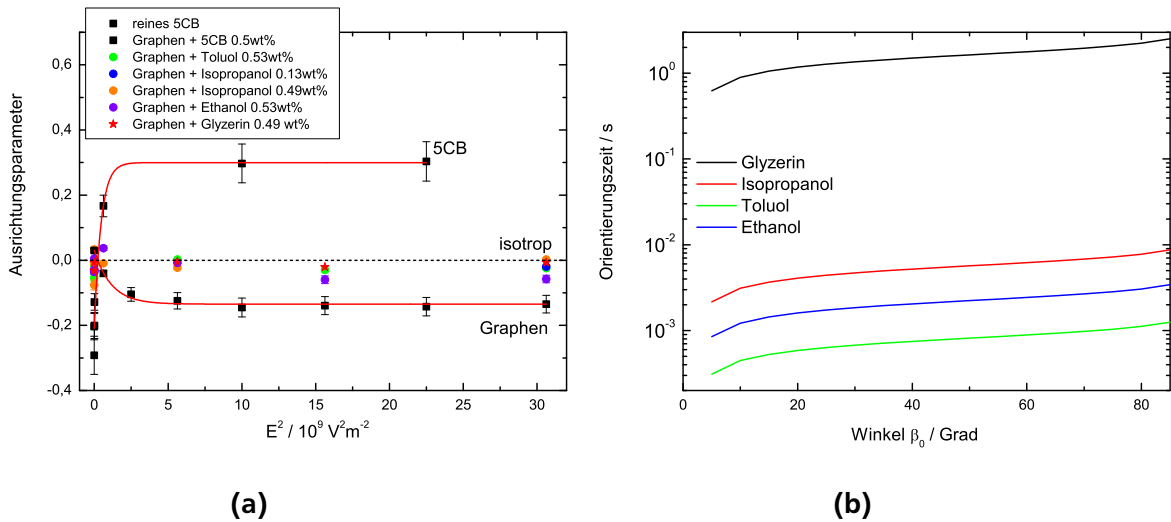 reines 5CB
Graphen + 5CB 0.5wt%
Graphen + Toluol 0.53wt%
Graphen + Isopropanol 0.13wt%
Graphen + Isopropanol 0.49wt%
Graphen + Ethanol 0.53wt%
Graphen + Glyzerin 0.49 wt%
Ausrichtungsparameter
0,6
0,4
0,2
0,0
-0,2
-0,4
5CB
isotrop
Graphen
0 5 10 15 20 25 30
E² / 10⁹ V²m⁻²
(a)
Orientierungszeit / s
10⁰
10⁻¹
10⁻²
10⁻³
Glyzerin
Isopropanol
Toluol
Ethanol
0 20 40 60 80
Winkel β₀ / Grad
(b)